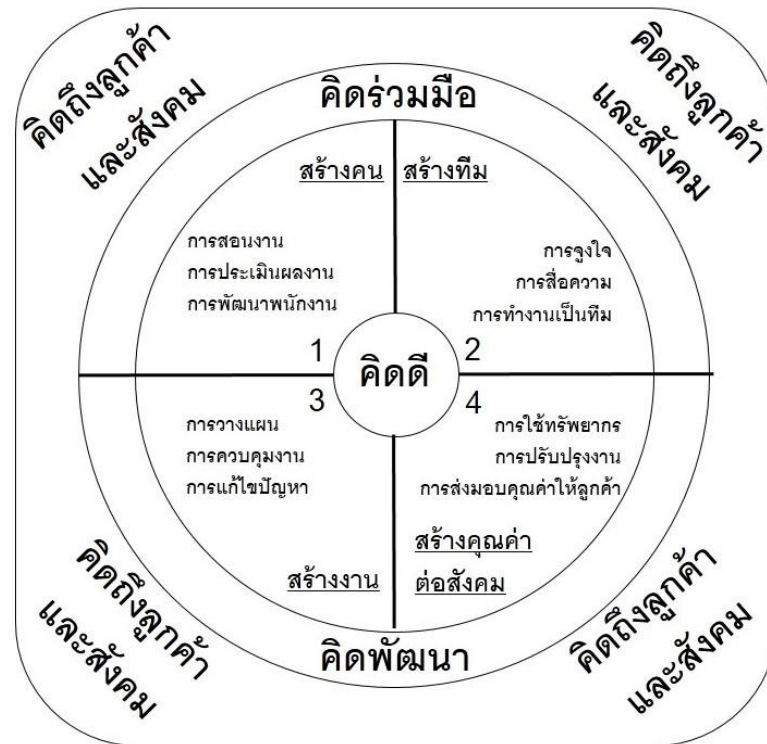 คิดถึงลูกค้า
และสังคม
คิดถึงลูกค้า
และสังคม
คิดร่วมมือ
สร้างคน
สร้างทีม
การสอนงาน
การประเมินผลงาน
การพัฒนาพนักงาน
1
การจูงใจ
การสื่อความ
การทำงานเป็นทีม
2
คิดดี
3
การวางแผน
การควบคุมงาน
การแก้ไขปัญหา
สร้างงาน
4
การใช้ทรัพยากร
การปรับปรุงงาน
การส่งมอบคุณค่าให้ลูกค้า
สร้างคุณค่า
ต่อสังคม
คิดพัฒนา
คิดถึงลูกค้า
และสังคม
คิดถึงลูกค้า
และสังคม